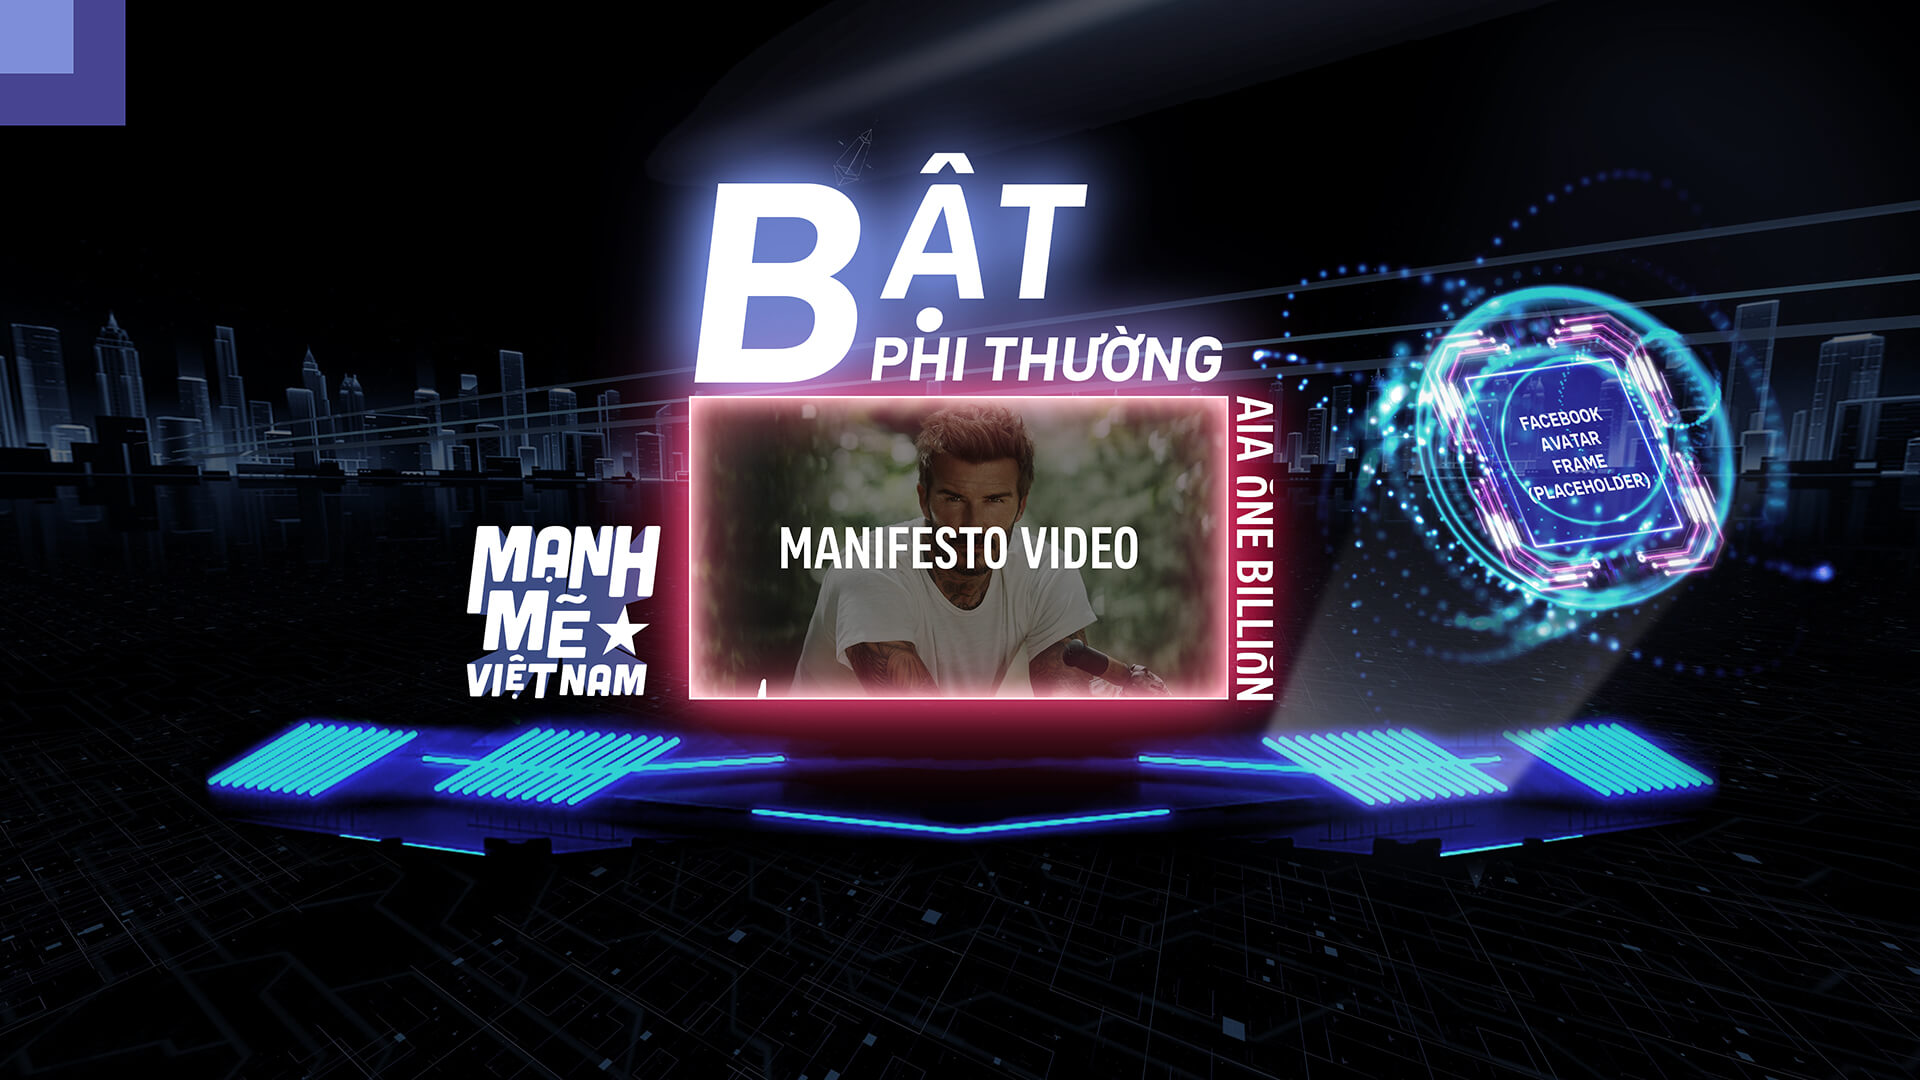 BẬT
PHI THƯỜNG
MANIFESTO VIDEO
AIA ONE BILLION
MẠNH
MẼ
VIỆT NAM
FACEBOOK
AVATAR
FRAME
(PLACEHOLDER)